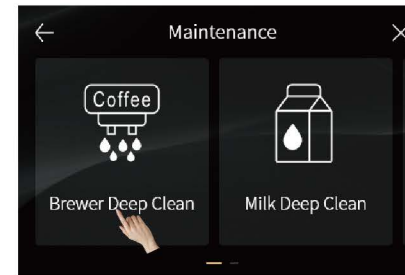 Maintenance
Coffee
Brewer Deep Clean
Milk Deep Clean